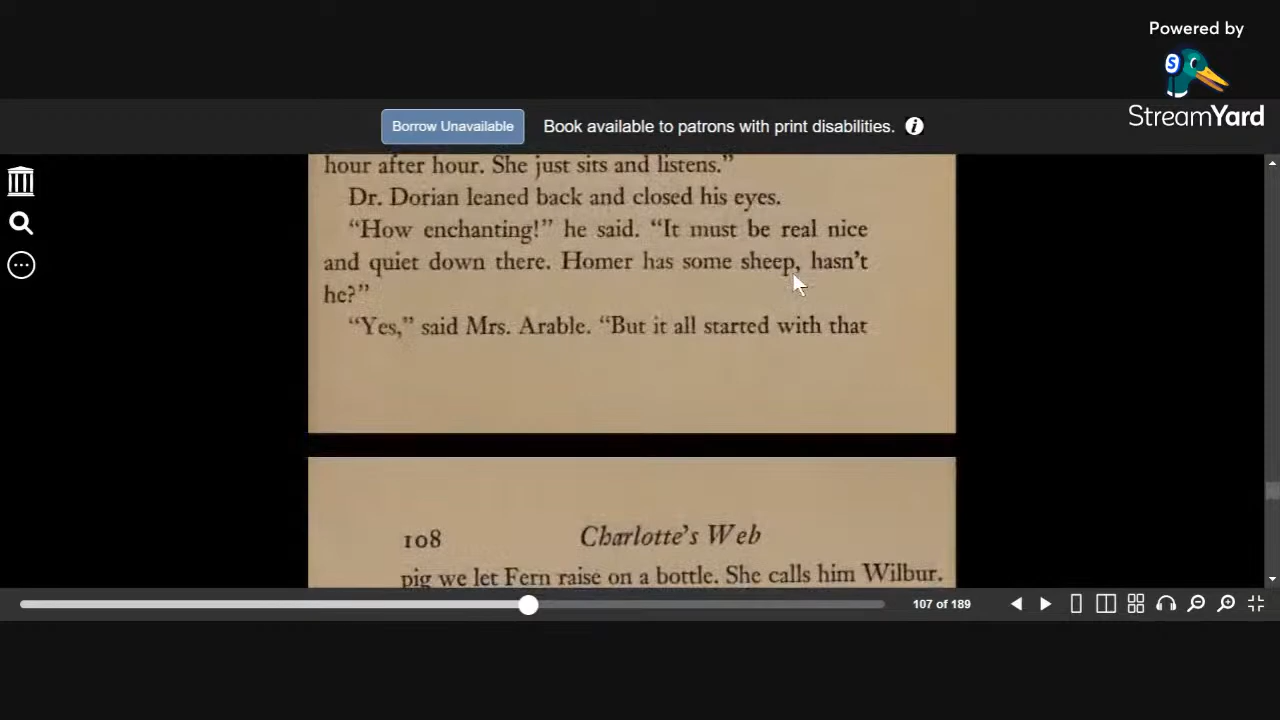 Powered by
StreamYard
Borrow Unavailable
Book available to patrons with print disabilities.
hour after hour. She just sits and listens.”
Dr. Dorian leaned back and closed his eyes.
“How enchanting!” he said. “It must be real nice
and quiet down there. Homer has some sheep, hasn’t
he?”
“Yes,” said Mrs. Arable. “But it all started with that
108 Charlotte’s Web
pig we let Fern raise on a bottle. She calls him Wilbur.
107 of 189